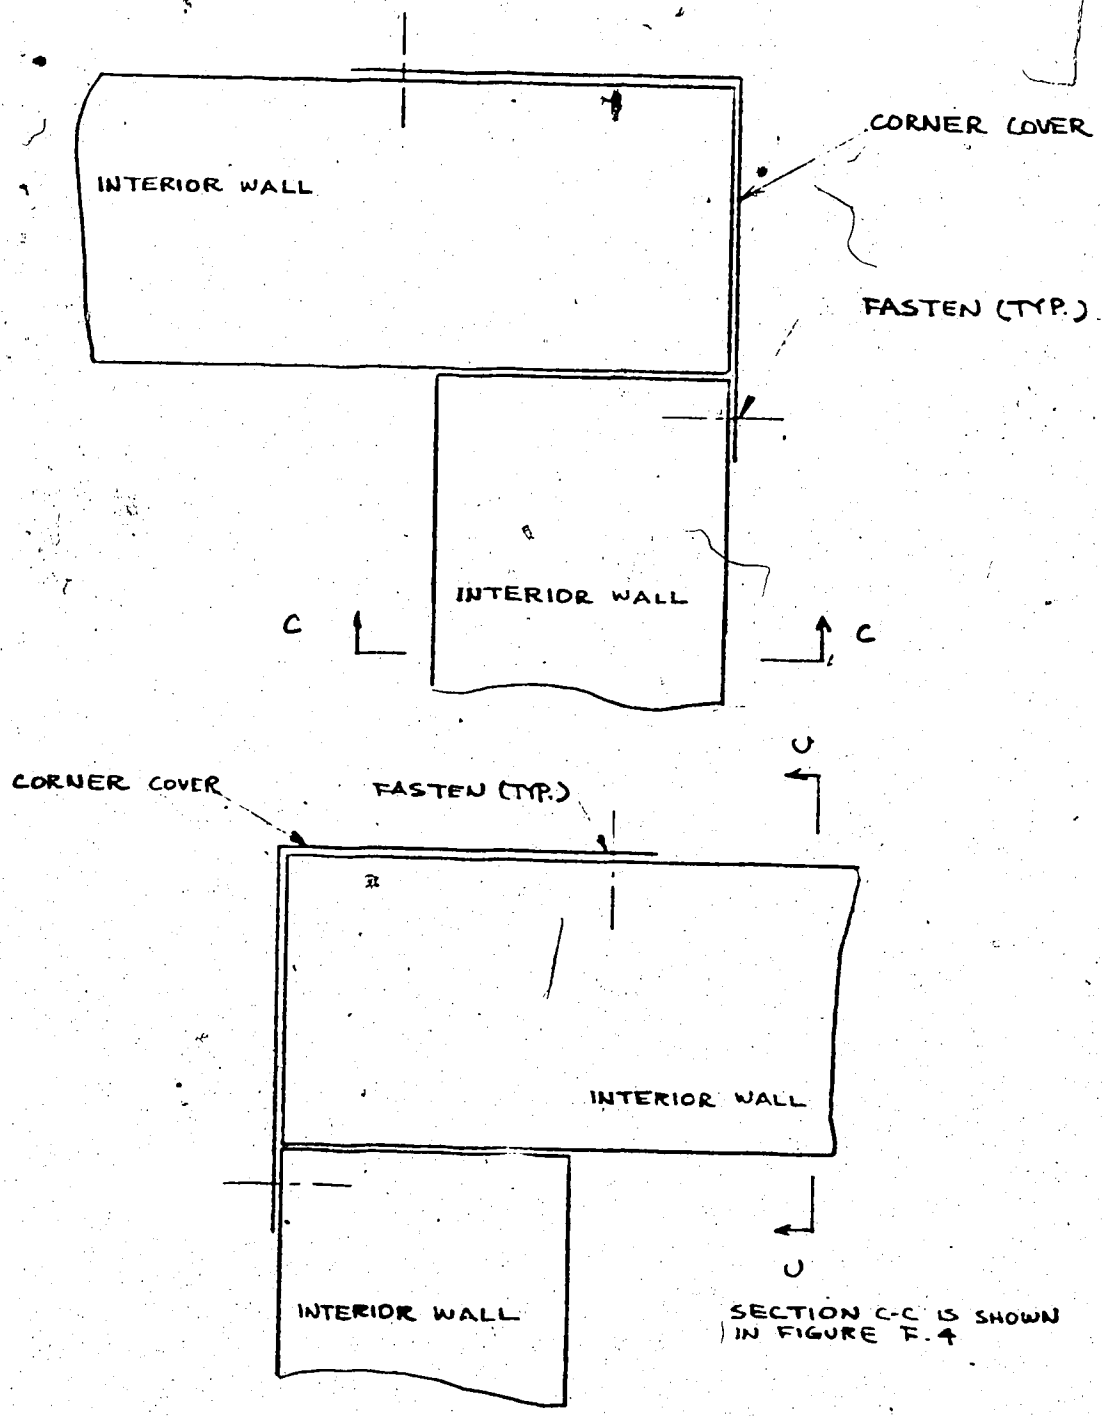 CORNER COVER
INTERIOR WALL
FASTEN (TYP.)
INTERIOR WALL
C
C
C
CORNER COVER
FASTEN (TYP.)
INTERIOR WALL
C
INTERIOR WALL
SECTION C-C IS SHOWN
IN FIGURE F.4